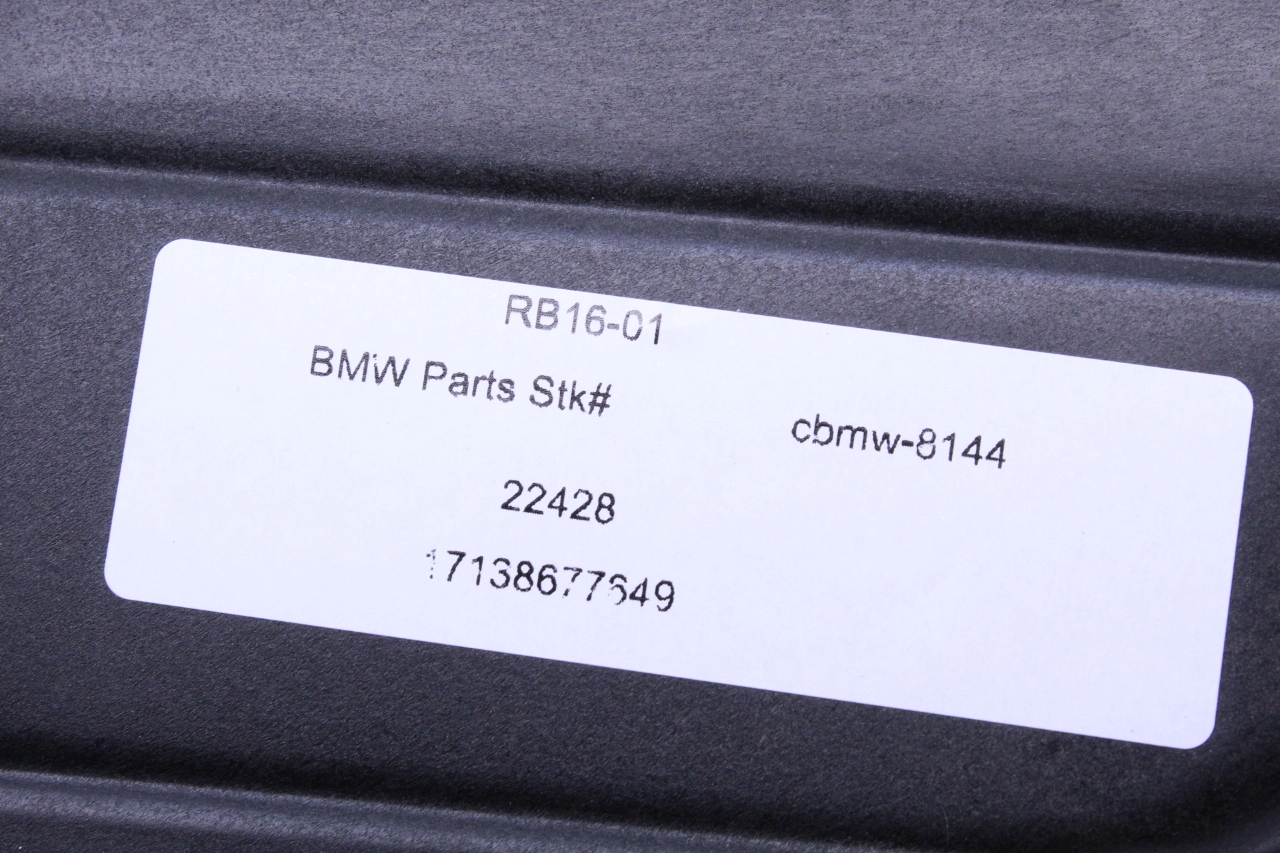 RB16-01
BMW Parts Stk#
cbmw-8144
22428
17138677649